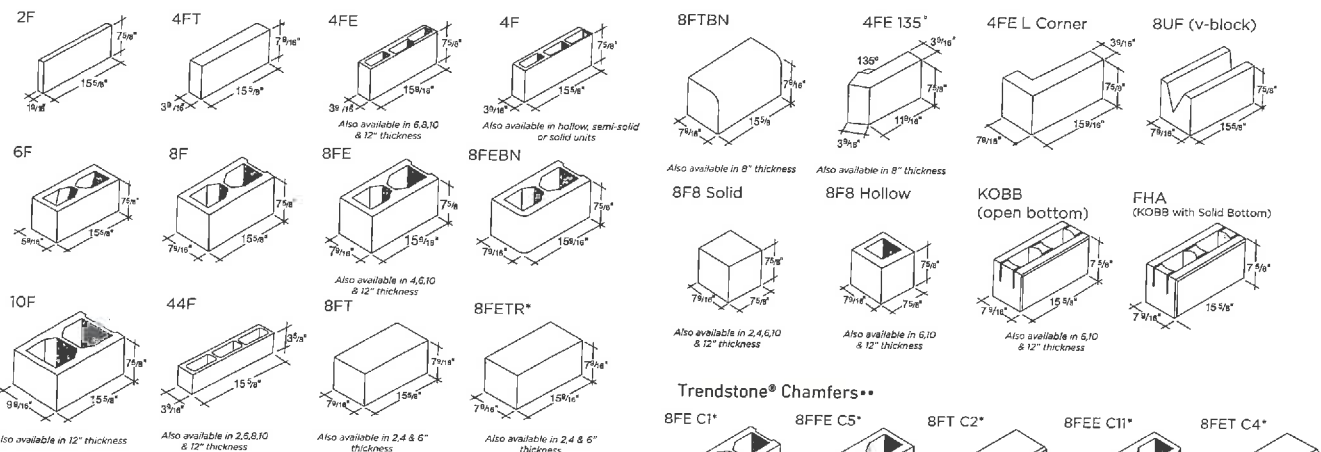 2F
7 5/8"
1 9/16"
15 5/8"
4FT
7 9/16"
3 9/16"
15 5/8"
4FE
7 5/8"
3 9/16"
15 9/16"
Also available in 6,8,10
& 12" thickness
4F
7 5/8"
3 9/16"
15 5/8"
Also available in hollow, semi-solid
or solid units
8FTBN
7 9/16"
7 9/16"
15 5/8
Also available in 8" thickness
4FE 135°
135°
3 9/16"
7 5/8"
11 9/16"
3 9/16"
Also available in 8" thickness
4FE L Corner
3 9/16"
7 5/8"
7 9/16"
15 9/16"
8UF (v-block)
7 5/8"
7 9/16"
15 5/8"
6F
7 5/8"
5 9/16"
15 5/8"
8F
7 5/8"
7 9/16"
15 5/8"
8FE
7 5/8"
7 9/16"
15 9/16"
Also available in 4,6,10
& 12" thickness
8FEBN
7 5/8"
7 9/16"
15 9/16"
8F8 Solid
7 5/8"
7 9/16"
7 5/8"
Also available in 2,4,6,10
& 12" thickness
8F8 Hollow
7 5/8"
7 9/16"
7 5/8"
Also available in 6,10
& 12" thickness
KOBB
(open bottom)
7 5/8"
7 9/16"
15 5/8"
Also available in 6,10
& 12" thickness
FHA
(KOBB with Solid Bottom)
7 5/8"
7 9/16"
15 5/8"
10F
7 5/8"
9 9/16"
15 5/8"
lso available in 12" thickness
44F
3 5/8"
3 9/16"
15 5/8"
Also available in 2,6,8,10
& 12" thickness
8FT
7 9/16"
7 9/16"
15 5/8"
Also available in 2,4 & 6"
thickness
8FETR*
7 9/16"
7 9/16"
15 9/16"
Also available in 2,4 & 6"
thickness
Trendstone® Chamfers••
8FE C1*
8FFE C5*
8FT C2*
8FEE C11*
8FET C4*